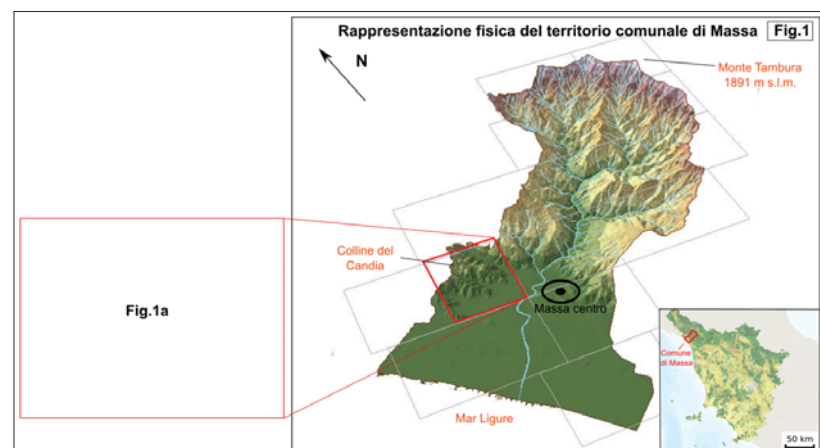 Rappresentazione fisica del territorio comunale di Massa
Fig.1
N
Monte Tambura
1891 m s.l.m.
Colline del
Candia
Fig.1a
Massa centro
Comune
di Massa
Mar Ligure
50 km